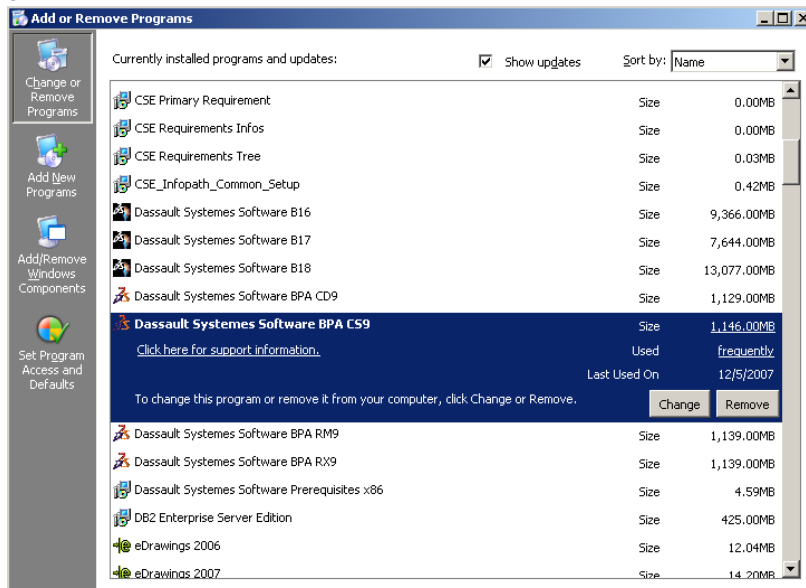 Add or Remove Programs
Change or
Remove
Programs
Add New
Programs
Add/Remove
Windows
Components
Set Program
Access and
Defaults
Currently installed programs and updates: Show updates Sort by: Name
CSE Primary Requirement Size 0.00MB
CSE Requirements Infos Size 0.00MB
CSE Requirements Tree Size 0.03MB
CSE_Infopath_Common_Setup Size 0.42MB
Dassault Systemes Software B16 Size 9,366.00MB
Dassault Systemes Software B17 Size 7,644.00MB
Dassault Systemes Software B18 Size 13,077.00MB
Dassault Systemes Software BPA CD9 Size 1,129.00MB
Dassault Systemes Software BPA CS9 Size 1,146.00MB
Click here for support information. Used frequently
Last Used On 12/5/2007
To change this program or remove it from your computer, click Change or Remove. Change Remove
Dassault Systemes Software BPA RM9 Size 1,139.00MB
Dassault Systemes Software BPA RX9 Size 1,139.00MB
Dassault Systemes Software Prerequisites x86 Size 4.59MB
DB2 Enterprise Server Edition Size 425.00MB
eDrawings 2006 Size 12.04MB
eDrawings 2007 Size 14.20MB